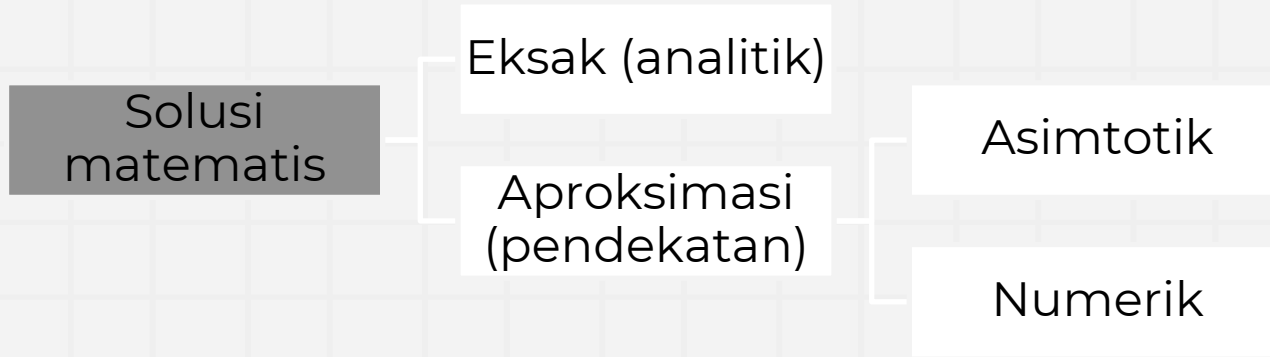 Solusi
matematis
Eksak (analitik)
Aproksimasi
(pendekatan)
Asimtotik
Numerik